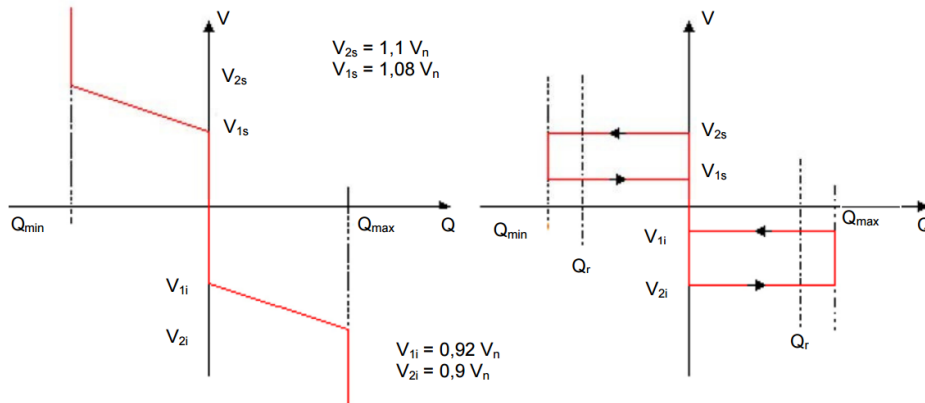 V
V₂ₛ = 1,1 Vₙ
V₁ₛ = 1,08 Vₙ
V₂ₛ
V₁ₛ
Qₘᵢₙ
Qₘₐₓ
Q
V₁ᵢ
V₂ᵢ
V₁ᵢ = 0,92 Vₙ
V₂ᵢ = 0,9 Vₙ
V
V₂ₛ
V₁ₛ
Qₘᵢₙ
Qₘₐₓ
Q
V₁ᵢ
Qᵣ
V₂ᵢ
Qᵣ